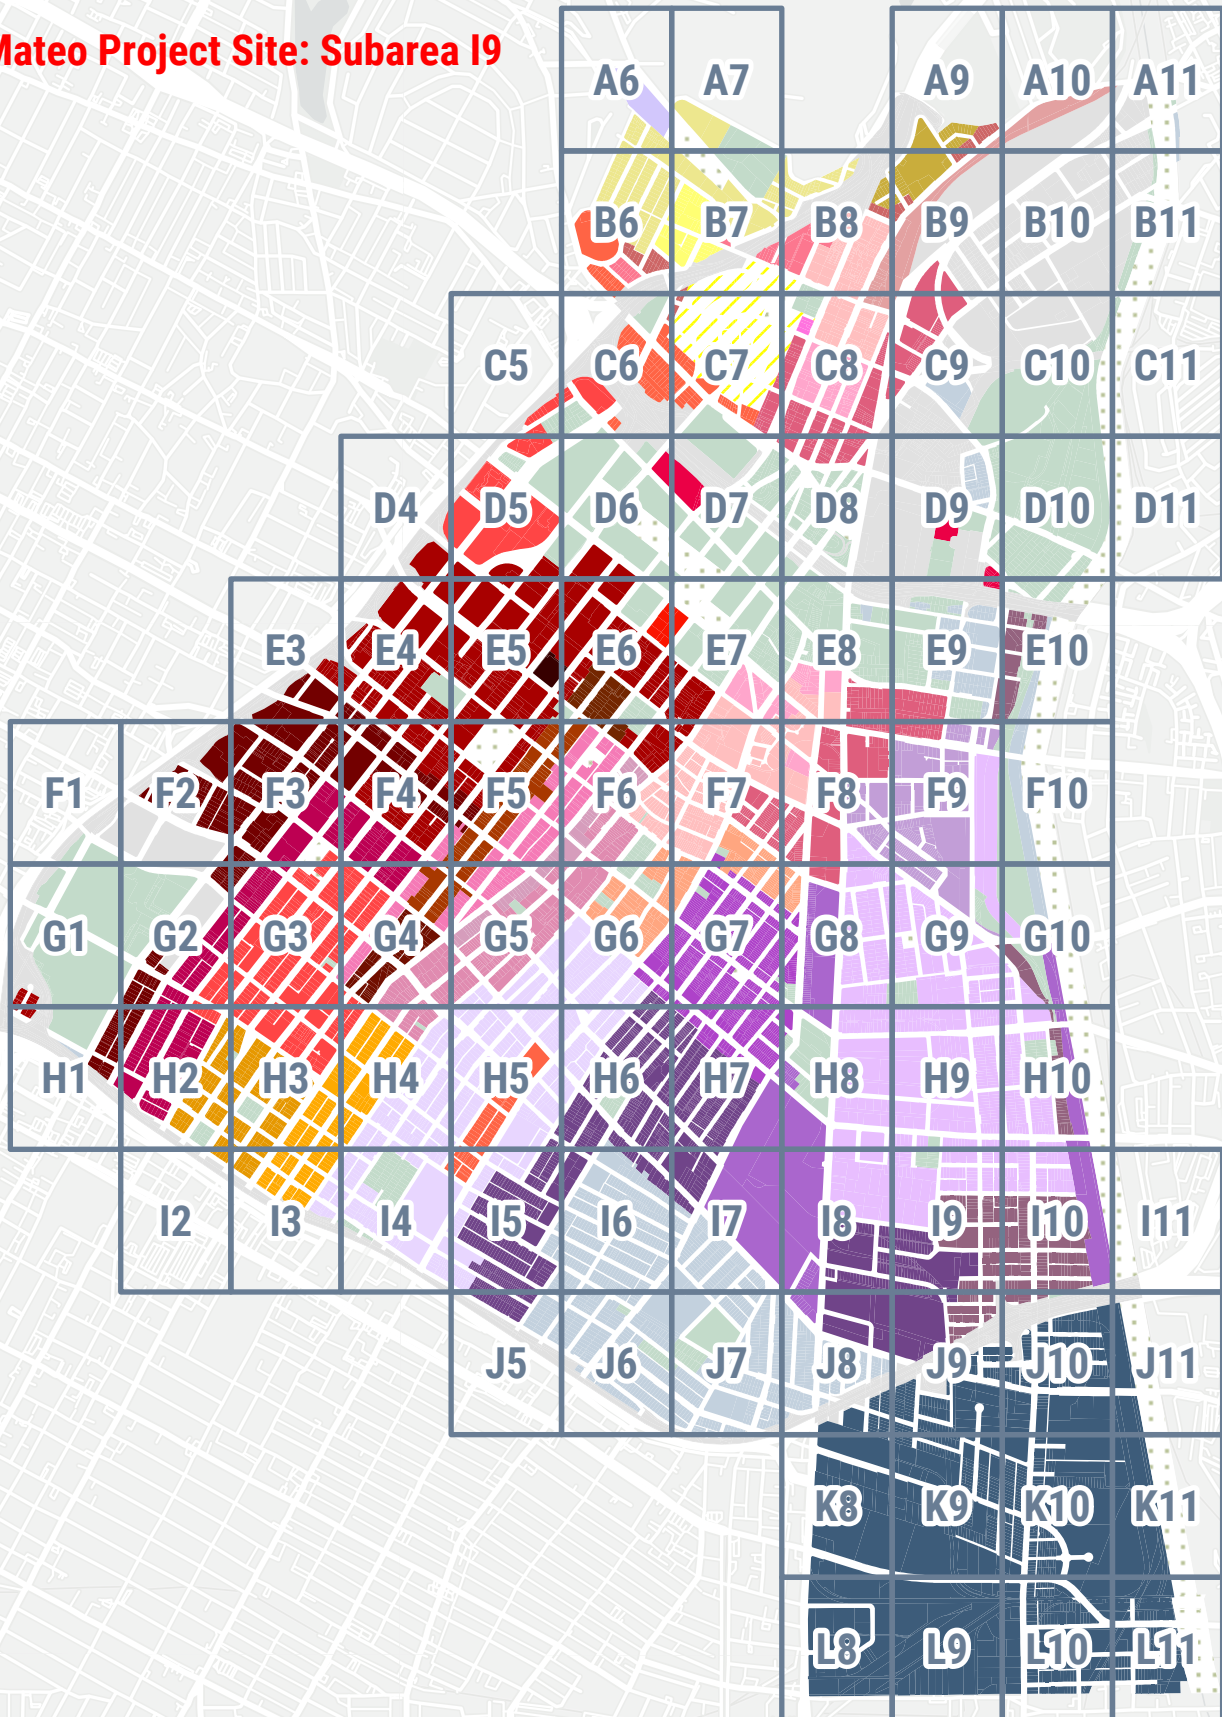 Mateo Project Site: Subarea I9
A6 A7 A9 A10 A11
B6 B7 B8 B9 B10 B11
C5 C6 C7 C8 C9 C10 C11
D4 D5 D6 D7 D8 D9 D10 D11
E3 E4 E5 E6 E7 E8 E9 E10
F1 F2 F3 F4 F5 F6 F7 F8 F9 F10
G1 G2 G3 G4 G5 G6 G7 G8 G9 G10
H1 H2 H3 H4 H5 H6 H7 H8 H9 H10
I2 I3 I4 I5 I6 I7 I8 I9 I10 I11
J5 J6 J7 J8 J9 J10 J11
K8 K9 K10 K11
L8 L9 L10 L11